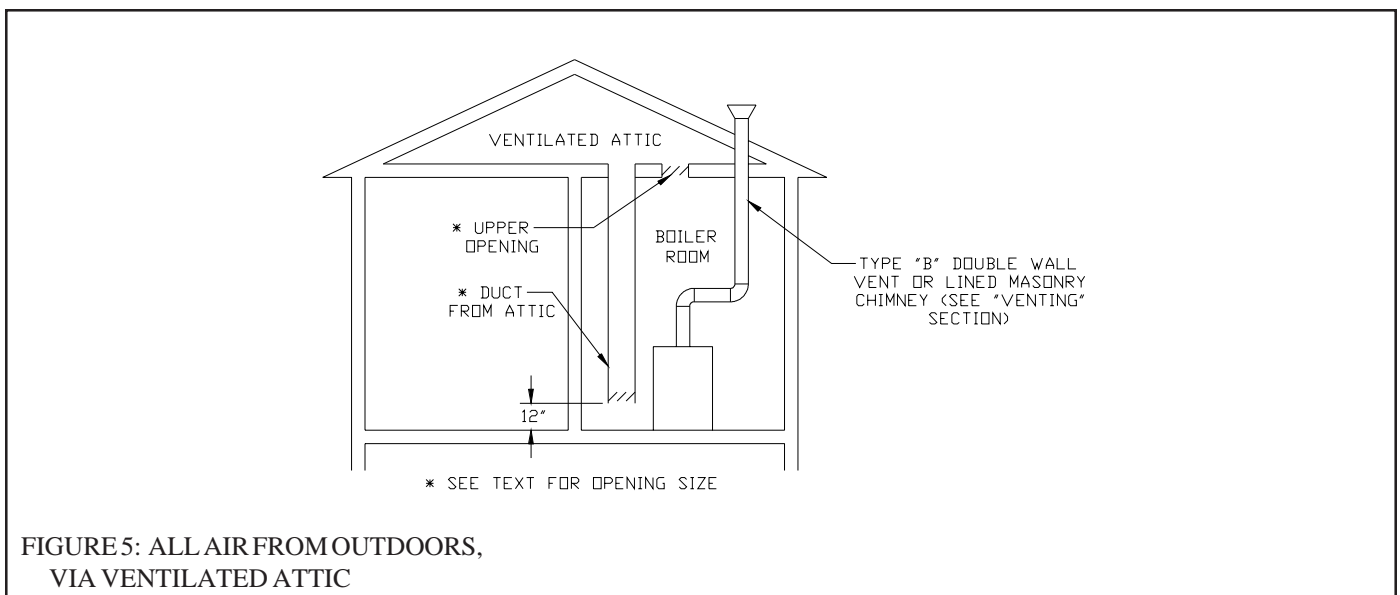 VENTILATED ATTIC
* UPPER
OPENING
BOILER
ROOM
* DUCT
FROM ATTIC
TYPE "B" DOUBLE WALL
VENT OR LINED MASONRY
CHIMNEY (SEE "VENTING"
SECTION)
12"
* SEE TEXT FOR OPENING SIZE
FIGURE 5: ALL AIR FROM OUTDOORS,
VIA VENTILATED ATTIC